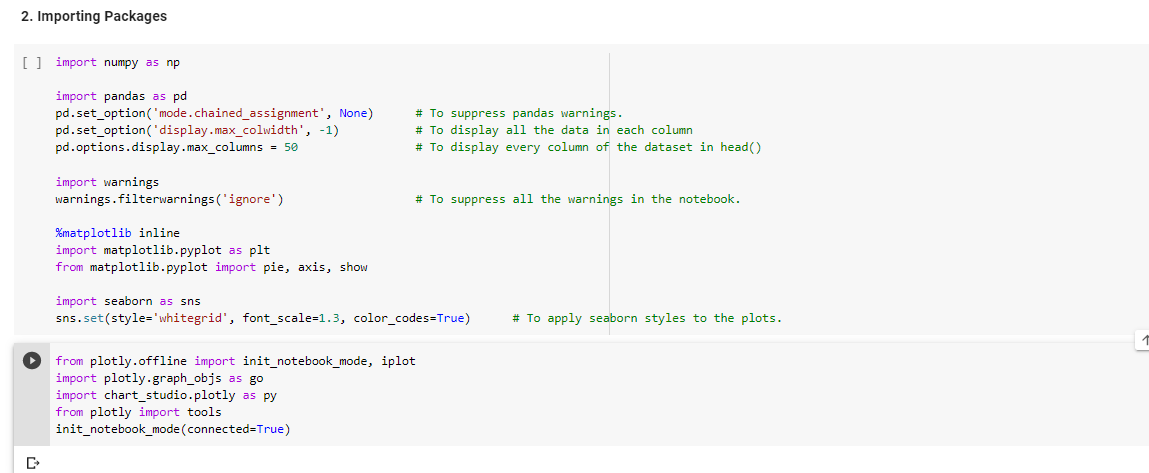 2. Importing Packages
[ ] import numpy as np
import pandas as pd
pd.set_option('mode.chained_assignment', None)      # To suppress pandas warnings.
pd.set_option('display.max_colwidth', -1)           # To display all the data in each column
pd.options.display.max_columns = 50                 # To display every column of the dataset in head()
import warnings
warnings.filterwarnings('ignore')                   # To suppress all the warnings in the notebook.
%matplotlib inline
import matplotlib.pyplot as plt
from matplotlib.pyplot import pie, axis, show
import seaborn as sns
sns.set(style='whitegrid', font_scale=1.3, color_codes=True)      # To apply seaborn styles to the plots.
from plotly.offline import init_notebook_mode, iplot
import plotly.graph_objs as go
import chart_studio.plotly as py
from plotly import tools
init_notebook_mode(connected=True)